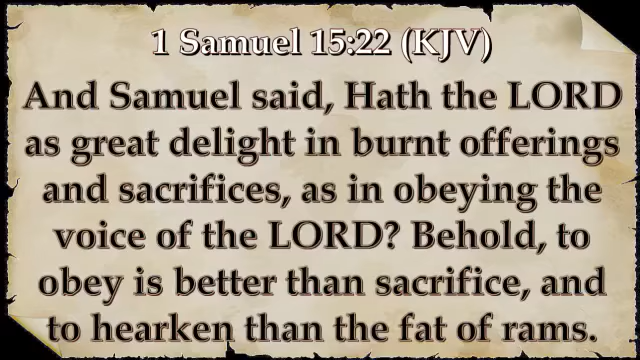 1 Samuel 15:22 (KJV)
And Samuel said, Hath the LORD
as great delight in burnt offerings
and sacrifices, as in obeying the
voice of the LORD? Behold, to
obey is better than sacrifice, and
to hearken than the fat of rams.